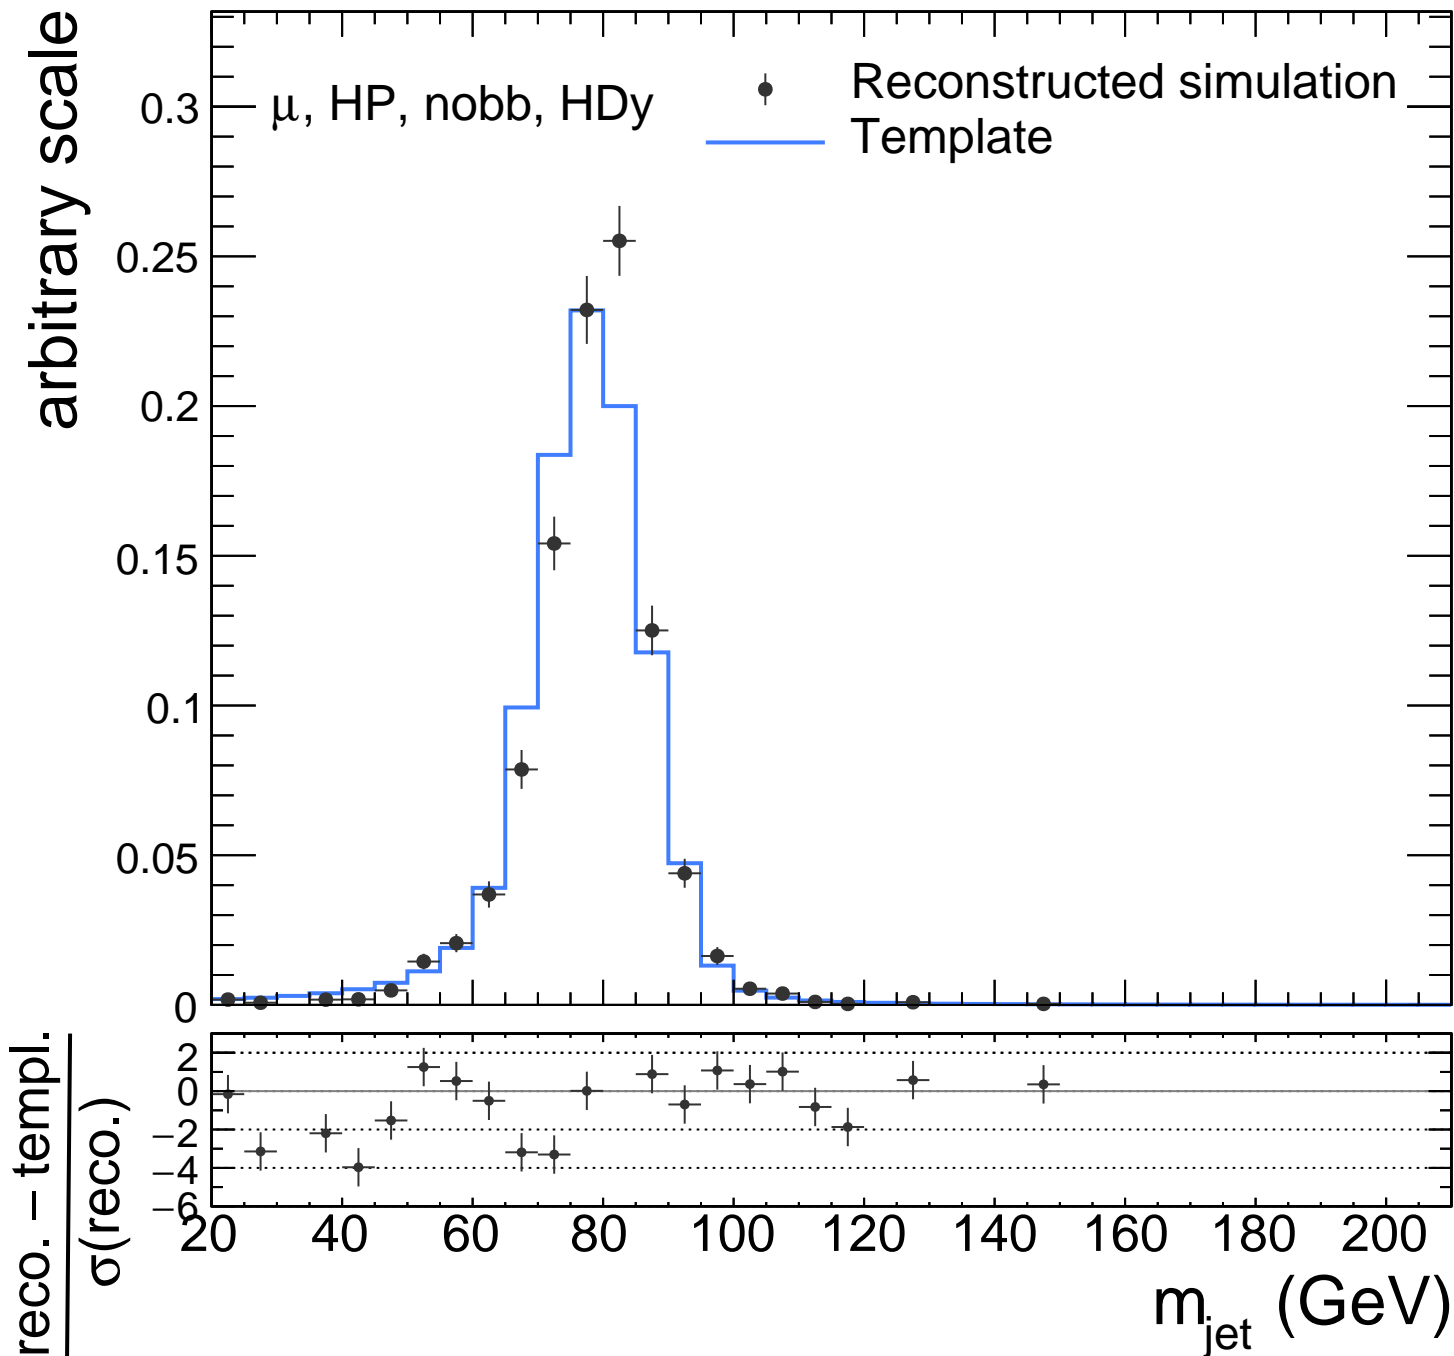 arbitrary scale
μ, HP, nobb, HDy
Reconstructed simulation
Template
0.3
0.25
0.2
0.15
0.1
0.05
0
reco. − templ.
σ(reco.)
2
0
−2
−4
−6
20 40 60 80 100 120 140 160 180 200
m_jet (GeV)